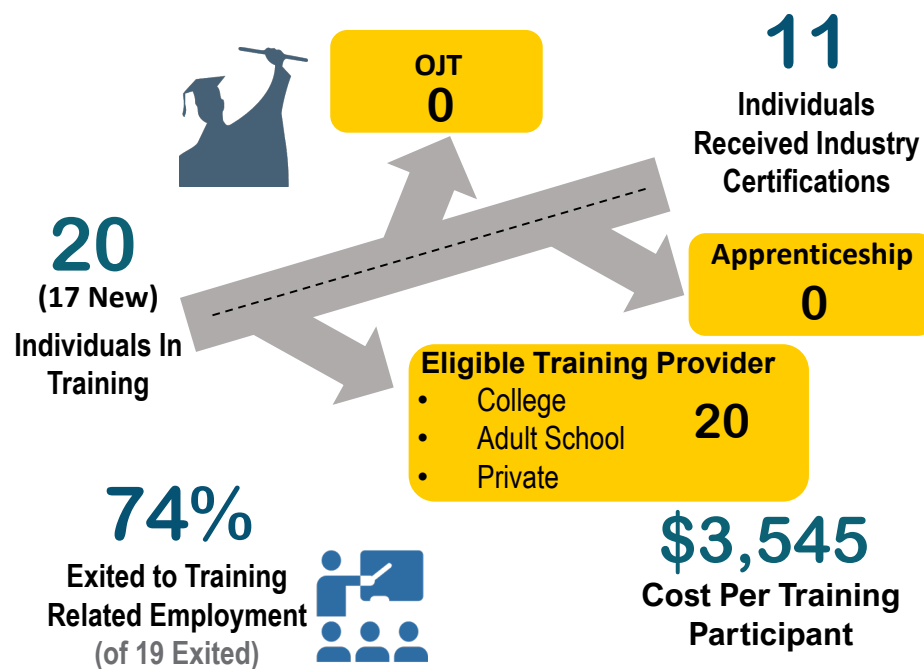 OJT
0
11
Individuals
Received Industry
Certifications
20
(17 New)
Individuals In
Training
Apprenticeship
0
Eligible Training Provider
• College
• Adult School
• Private
20
74%
Exited to Training
Related Employment
(of 19 Exited)
$3,545
Cost Per Training
Participant